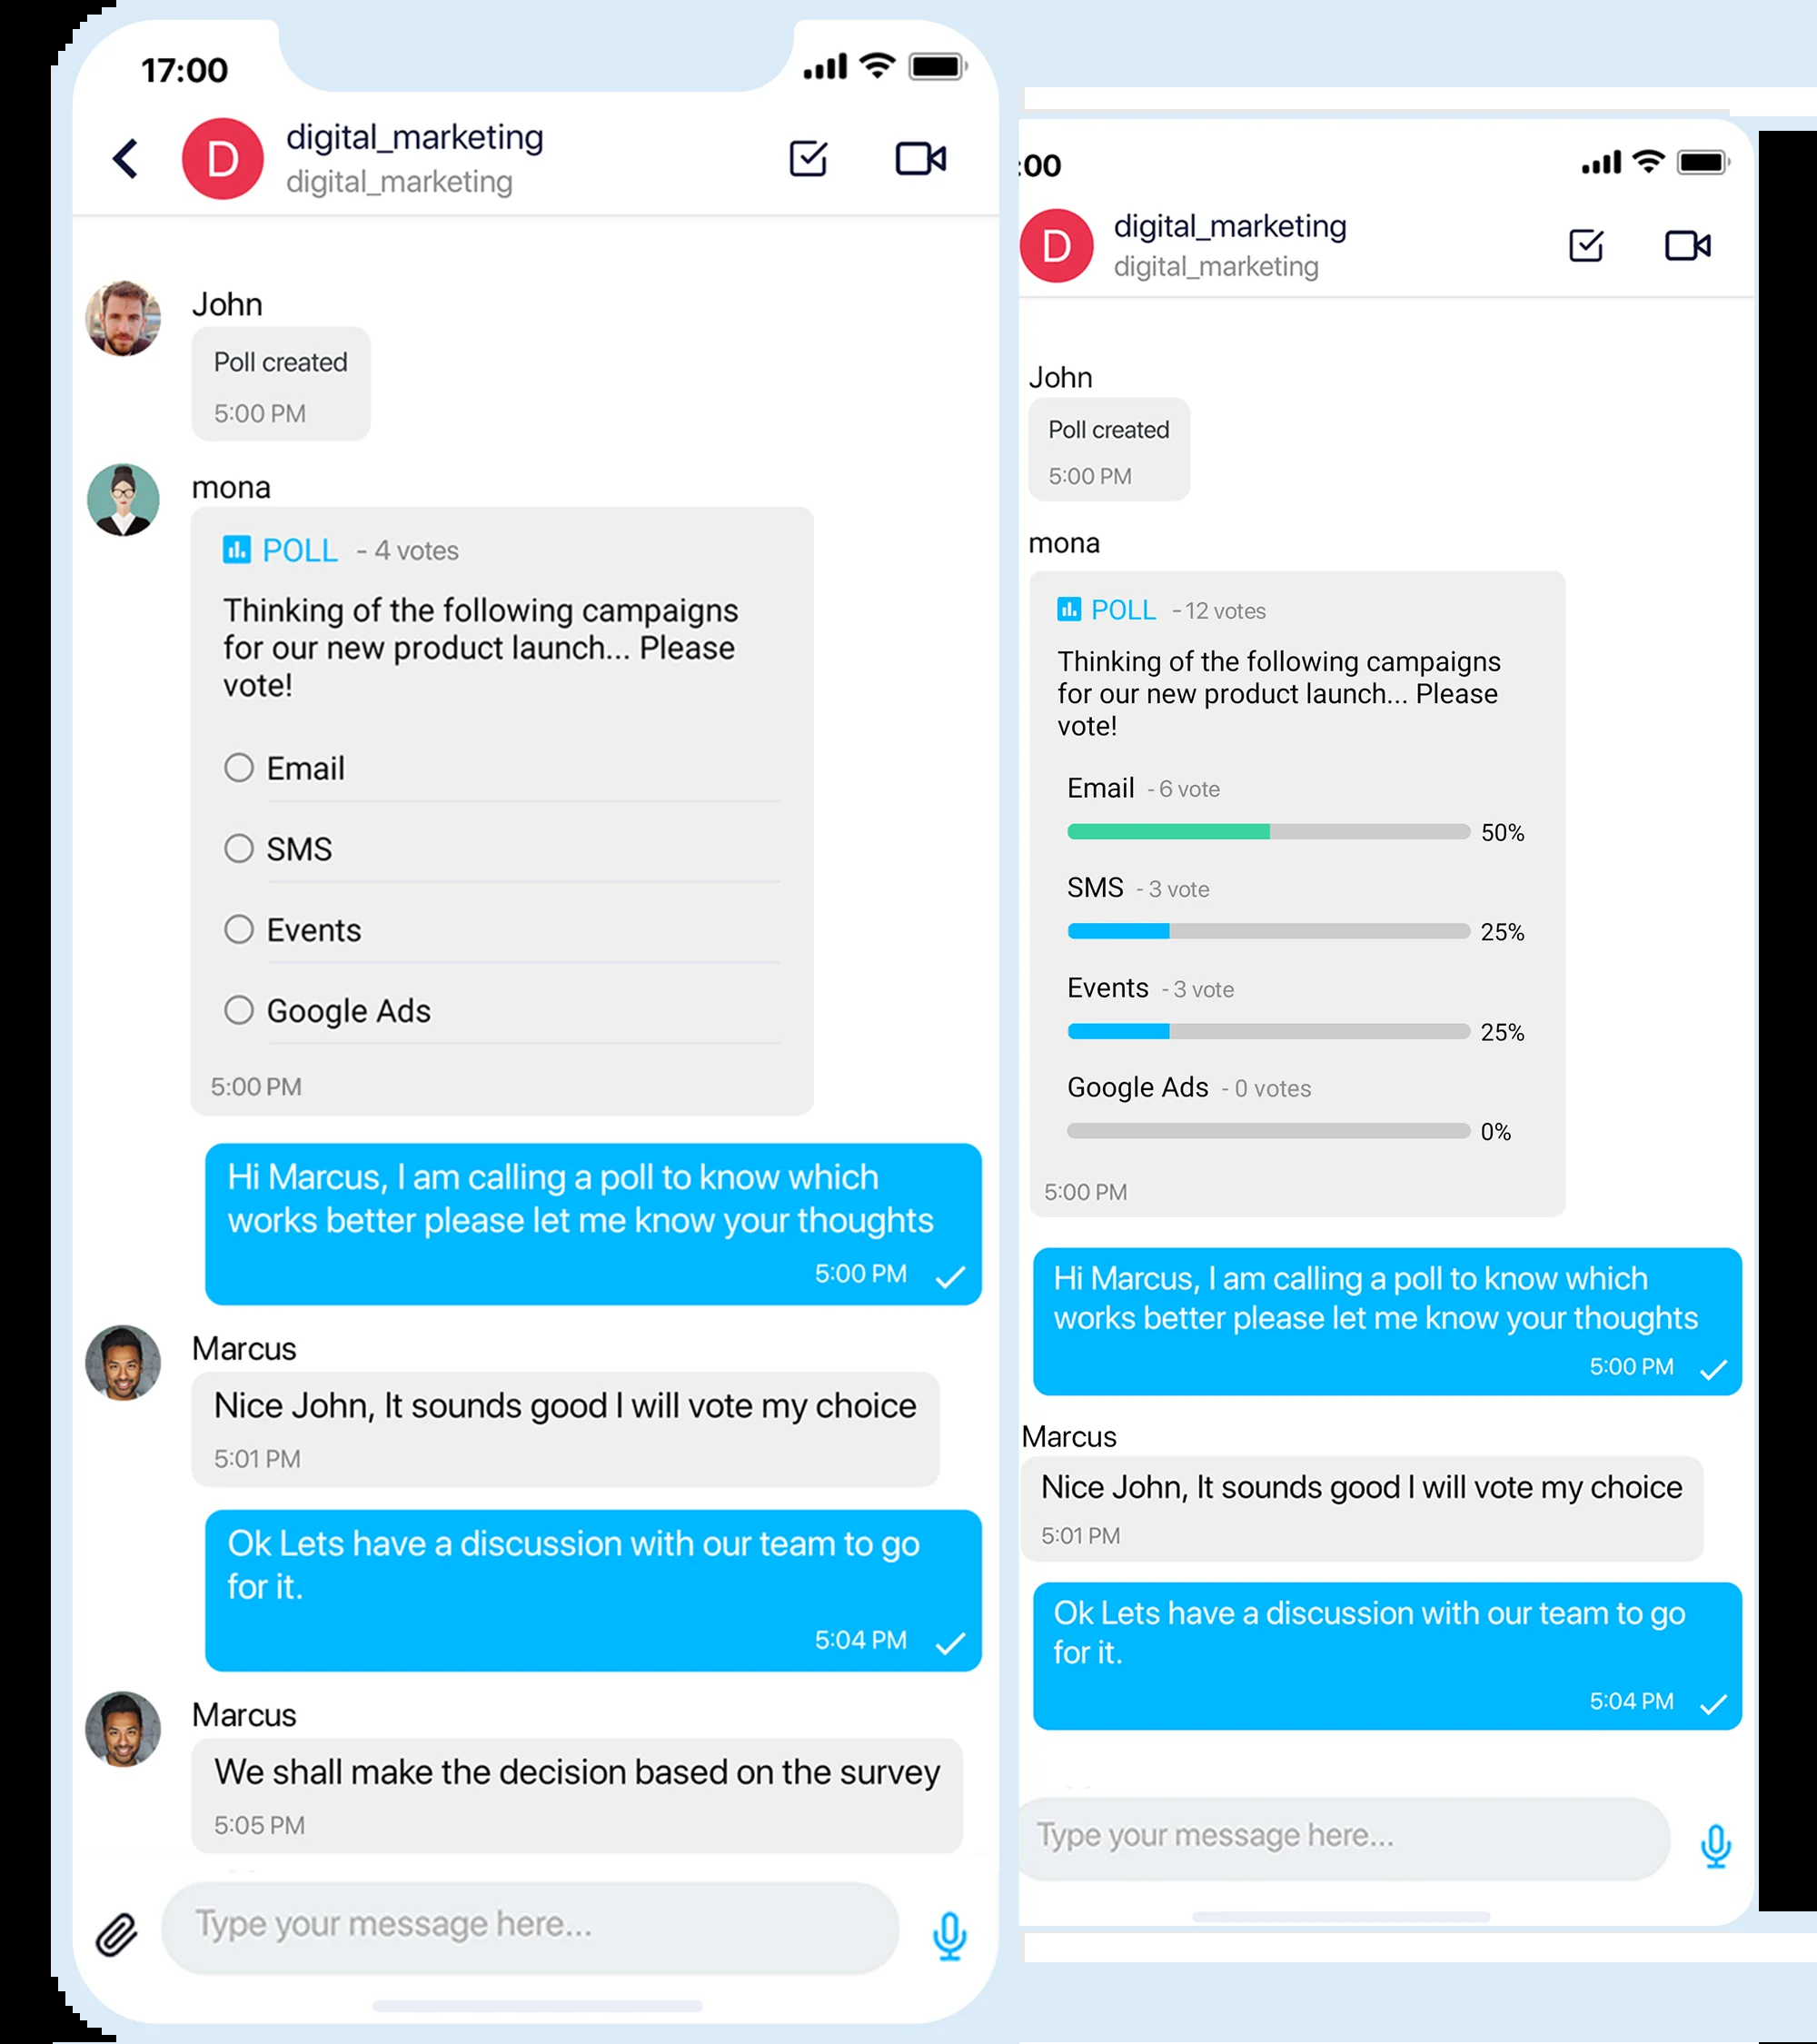 17:00
D
digital_marketing
digital_marketing
John
Poll created
5:00 PM
mona
POLL - 4 votes
Thinking of the following campaigns
for our new product launch... Please
vote!
Email
SMS
Events
Google Ads
5:00 PM
Hi Marcus, I am calling a poll to know which
works better please let me know your thoughts
5:00 PM
Marcus
Nice John, It sounds good I will vote my choice
5:01 PM
Ok Lets have a discussion with our team to go
for it.
5:04 PM
Marcus
We shall make the decision based on the survey
5:05 PM
Type your message here...
:00
D
digital_marketing
digital_marketing
John
Poll created
5:00 PM
mona
POLL - 12 votes
Thinking of the following campaigns
for our new product launch... Please
vote!
Email - 6 vote
50%
SMS - 3 vote
25%
Events - 3 vote
25%
Google Ads - 0 votes
0%
5:00 PM
Hi Marcus, I am calling a poll to know which
works better please let me know your thoughts
5:00 PM
Marcus
Nice John, It sounds good I will vote my choice
5:01 PM
Ok Lets have a discussion with our team to go
for it.
5:04 PM
Type your message here...